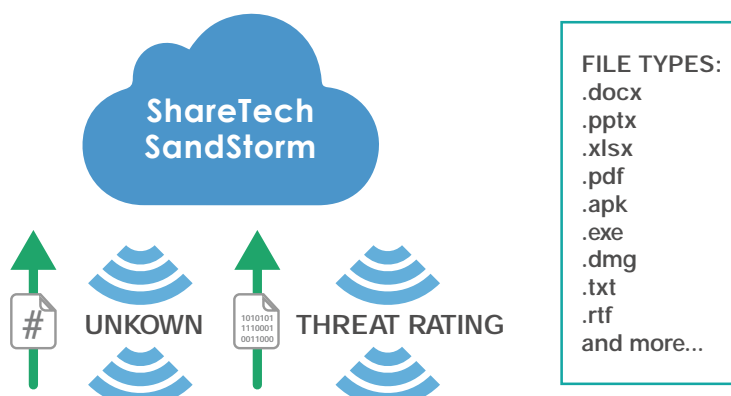 ShareTech
SandStorm
#
UNKOWN
1010101
1110001
0011000
THREAT RATING
FILE TYPES:
.docx
.pptx
.xlsx
.pdf
.apk
.exe
.dmg
.txt
.rtf
and more...